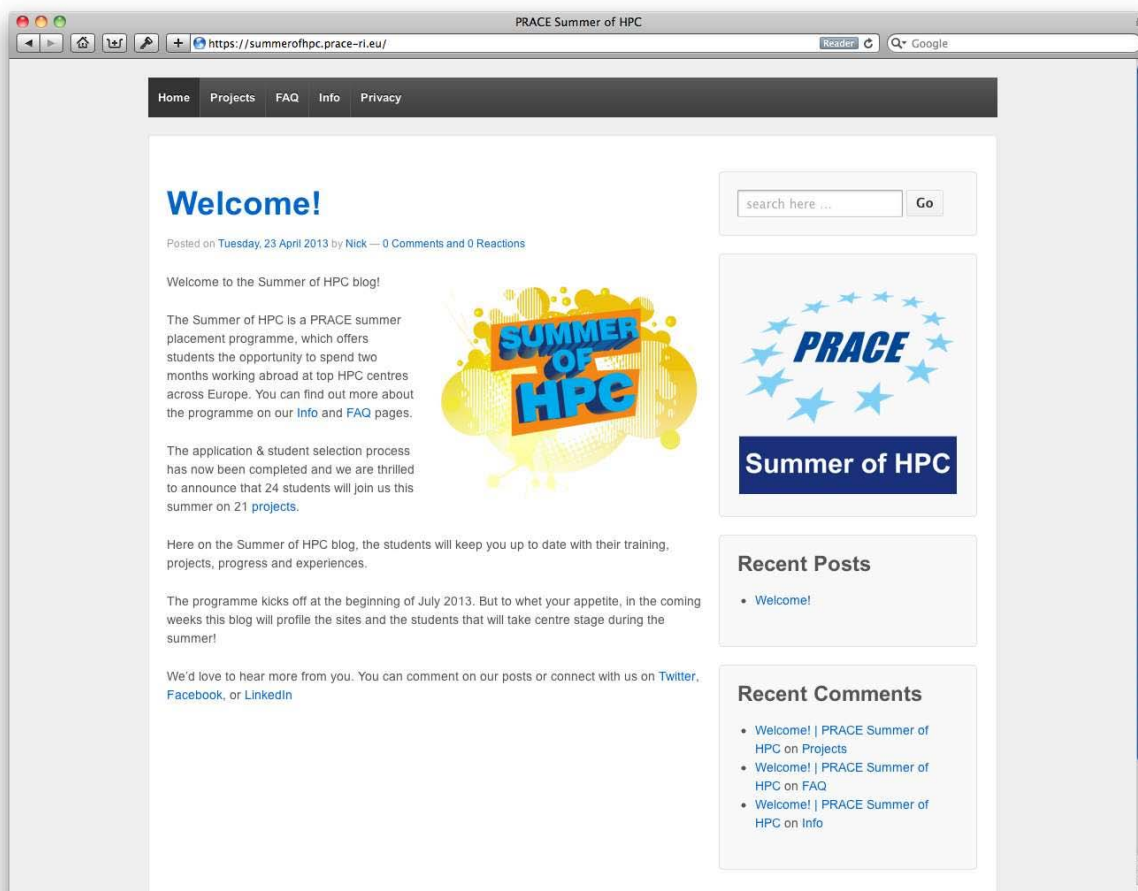 PRACE Summer of HPC
https://summerofhpc.prace-ri.eu/
Reader
Google
Home Projects FAQ Info Privacy
Welcome!
Posted on Tuesday, 23 April 2013 by Nick — 0 Comments and 0 Reactions
Welcome to the Summer of HPC blog!
The Summer of HPC is a PRACE summer
placement programme, which offers
students the opportunity to spend two
months working abroad at top HPC centres
across Europe. You can find out more about
the programme on our Info and FAQ pages.
The application & student selection process
has now been completed and we are thrilled
to announce that 24 students will join us this
summer on 21 projects.
SUMMER
OF
HPC
Here on the Summer of HPC blog, the students will keep you up to date with their training,
projects, progress and experiences.
The programme kicks off at the beginning of July 2013. But to whet your appetite, in the coming
weeks this blog will profile the sites and the students that will take centre stage during the
summer!
We'd love to hear more from you. You can comment on our posts or connect with us on Twitter,
Facebook, or LinkedIn
search here ... Go
PRACE
Summer of HPC
Recent Posts
• Welcome!
Recent Comments
• Welcome! | PRACE Summer of
HPC on Projects
• Welcome! | PRACE Summer of
HPC on FAQ
• Welcome! | PRACE Summer of
HPC on Info